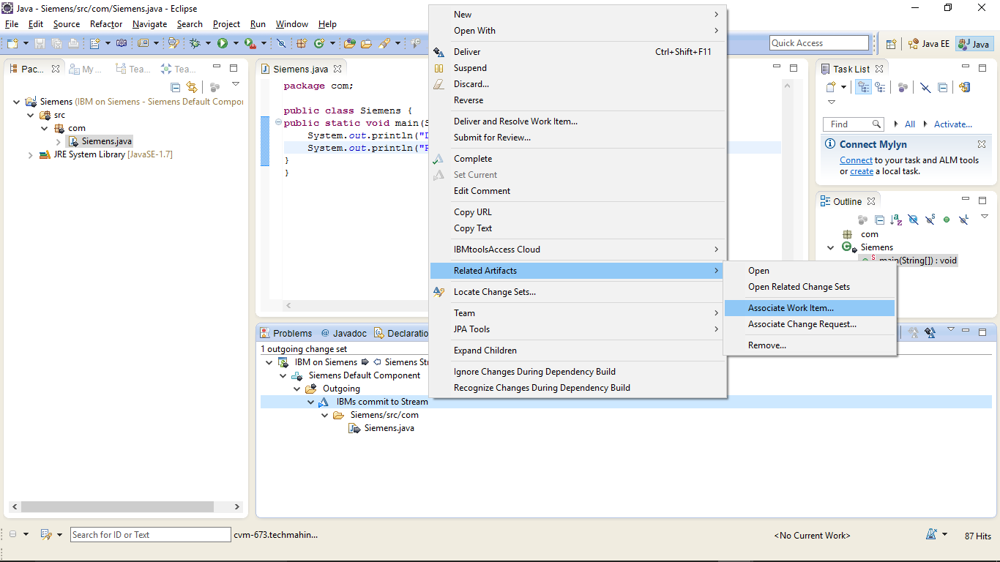 Java - Siemens/src/com/Siemens.java - Eclipse
File Edit Source Refactor Navigate Search Project Run Window Help
Quick Access
Java EE
Java
Pac...
My ...
Tea...
Tea...
Siemens (IBM on Siemens - Siemens Default Compor
src
com
Siemens.java
JRE System Library [JavaSE-1.7]
Siemens.java
package com;
public class Siemens {
public static void main(S
System.out.println("
System.out.println("
}
}
New
Open With
Deliver Ctrl+Shift+F11
Suspend
Discard...
Reverse
Deliver and Resolve Work Item...
Submit for Review...
Complete
Set Current
Edit Comment
Copy URL
Copy Text
IBMtoolsAccess Cloud
Related Artifacts
Locate Change Sets...
Team
JPA Tools
Expand Children
Ignore Changes During Dependency Build
Recognize Changes During Dependency Build
Open
Open Related Change Sets
Associate Work Item...
Associate Change Request...
Remove...
Task List
Find
All
Activate...
Connect Mylyn
Connect to your task and ALM tools
or create a local task.
Outline
com
Siemens
main(String[]) : void
Problems
@ Javadoc
Declaratio
1 outgoing change set
IBM on Siemens
Siemens Str
Siemens Default Component
Outgoing
IBMs commit to Stream
Siemens/src/com
Siemens.java
Search for ID or Text
cvm-673.techmahin...
<No Current Work>
87 Hits